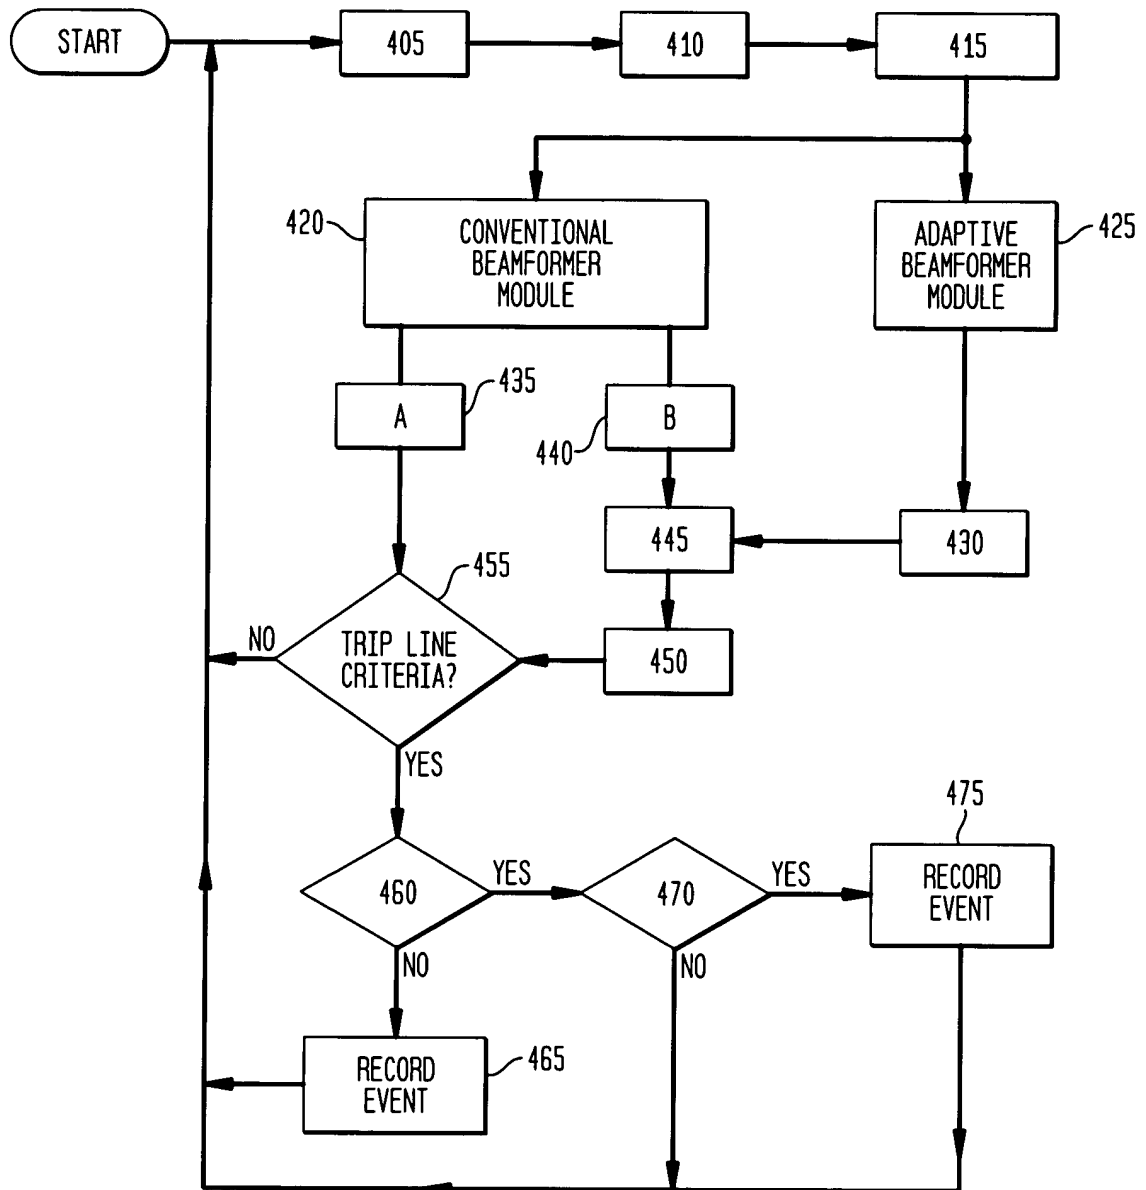 START
405
410
415
420
CONVENTIONAL
BEAMFORMER
MODULE
ADAPTIVE
BEAMFORMER
MODULE
425
A
435
B
440
445
430
455
NO
TRIP LINE
CRITERIA?
450
YES
475
460
YES
470
YES
RECORD
EVENT
NO
NO
RECORD
EVENT
465